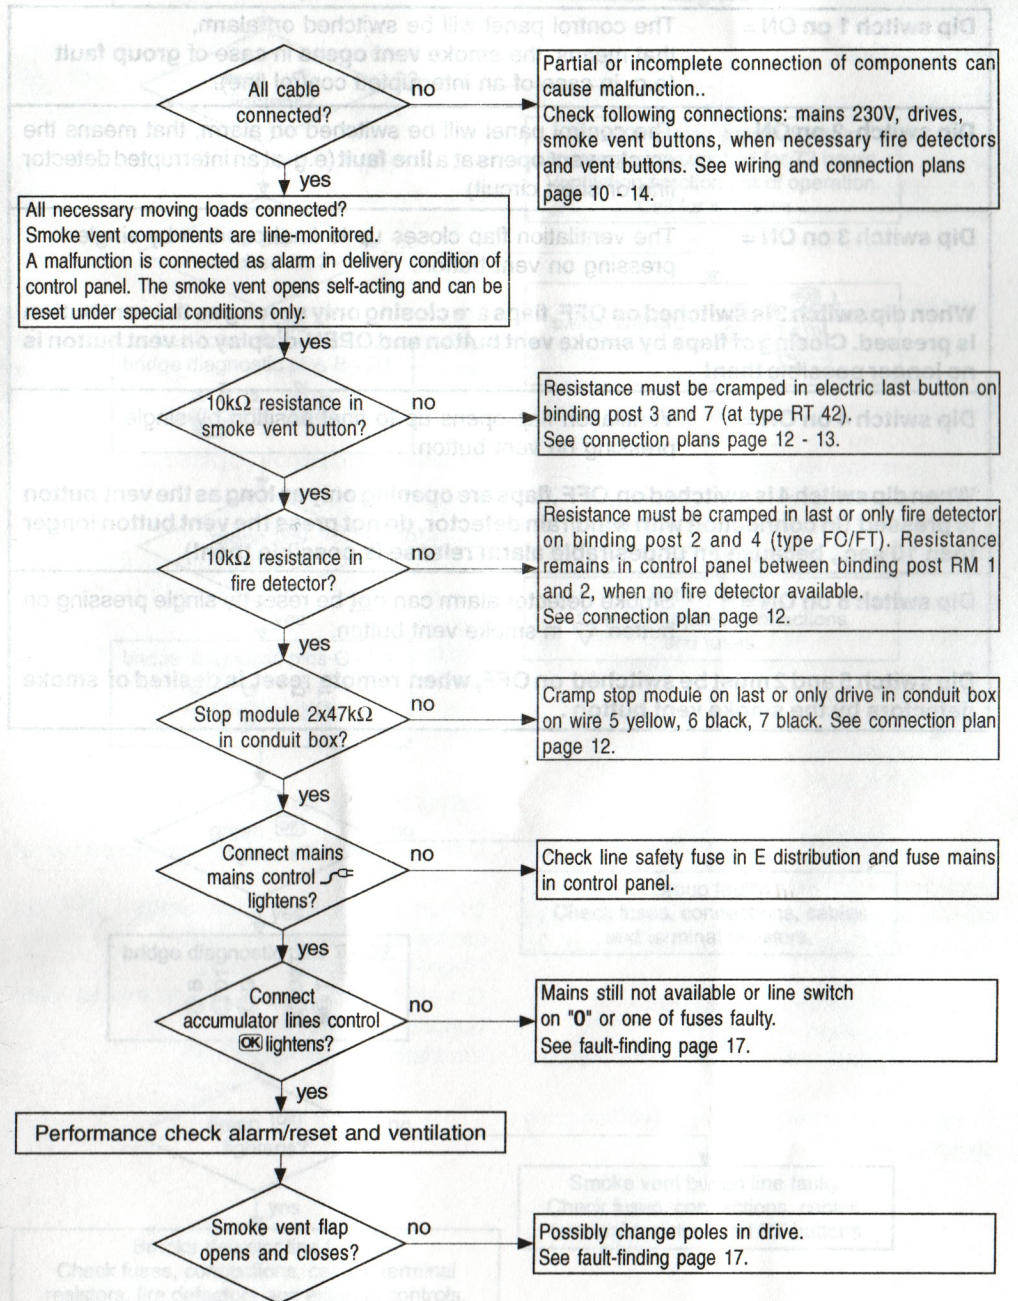 All cable
connected?
no
Partial or incomplete connection of components can
cause malfunction..
Check following connections: mains 230V, drives,
smoke vent buttons, when necessary fire detectors
and vent buttons. See wiring and connection plans
page 10 - 14.
yes
All necessary moving loads connected?
Smoke vent components are line-monitored.
A malfunction is connected as alarm in delivery condition of
control panel. The smoke vent opens self-acting and can be
reset under special conditions only.
yes
10kΩ resistance in
smoke vent button?
no
Resistance must be cramped in electric last button on
binding post 3 and 7 (at type RT 42).
See connection plans page 12 - 13.
yes
10kΩ resistance in
fire detector?
no
Resistance must be cramped in last or only fire detector
on binding post 2 and 4 (type FO/FT). Resistance
remains in control panel between binding post RM 1
and 2, when no fire detector available.
See connection plan page 12.
yes
Stop module 2x47kΩ
in conduit box?
no
Cramp stop module on last or only drive in conduit box
on wire 5 yellow, 6 black, 7 black. See connection plan
page 12.
yes
Connect mains
mains control
lightens?
no
Check line safety fuse in E distribution and fuse mains
in control panel.
yes
Connect
accumulator lines control
OK lightens?
no
Mains still not available or line switch
on "0" or one of fuses faulty.
See fault-finding page 17.
yes
Performance check alarm/reset and ventilation
Smoke vent flap
opens and closes?
no
Possibly change poles in drive.
See fault-finding page 17.